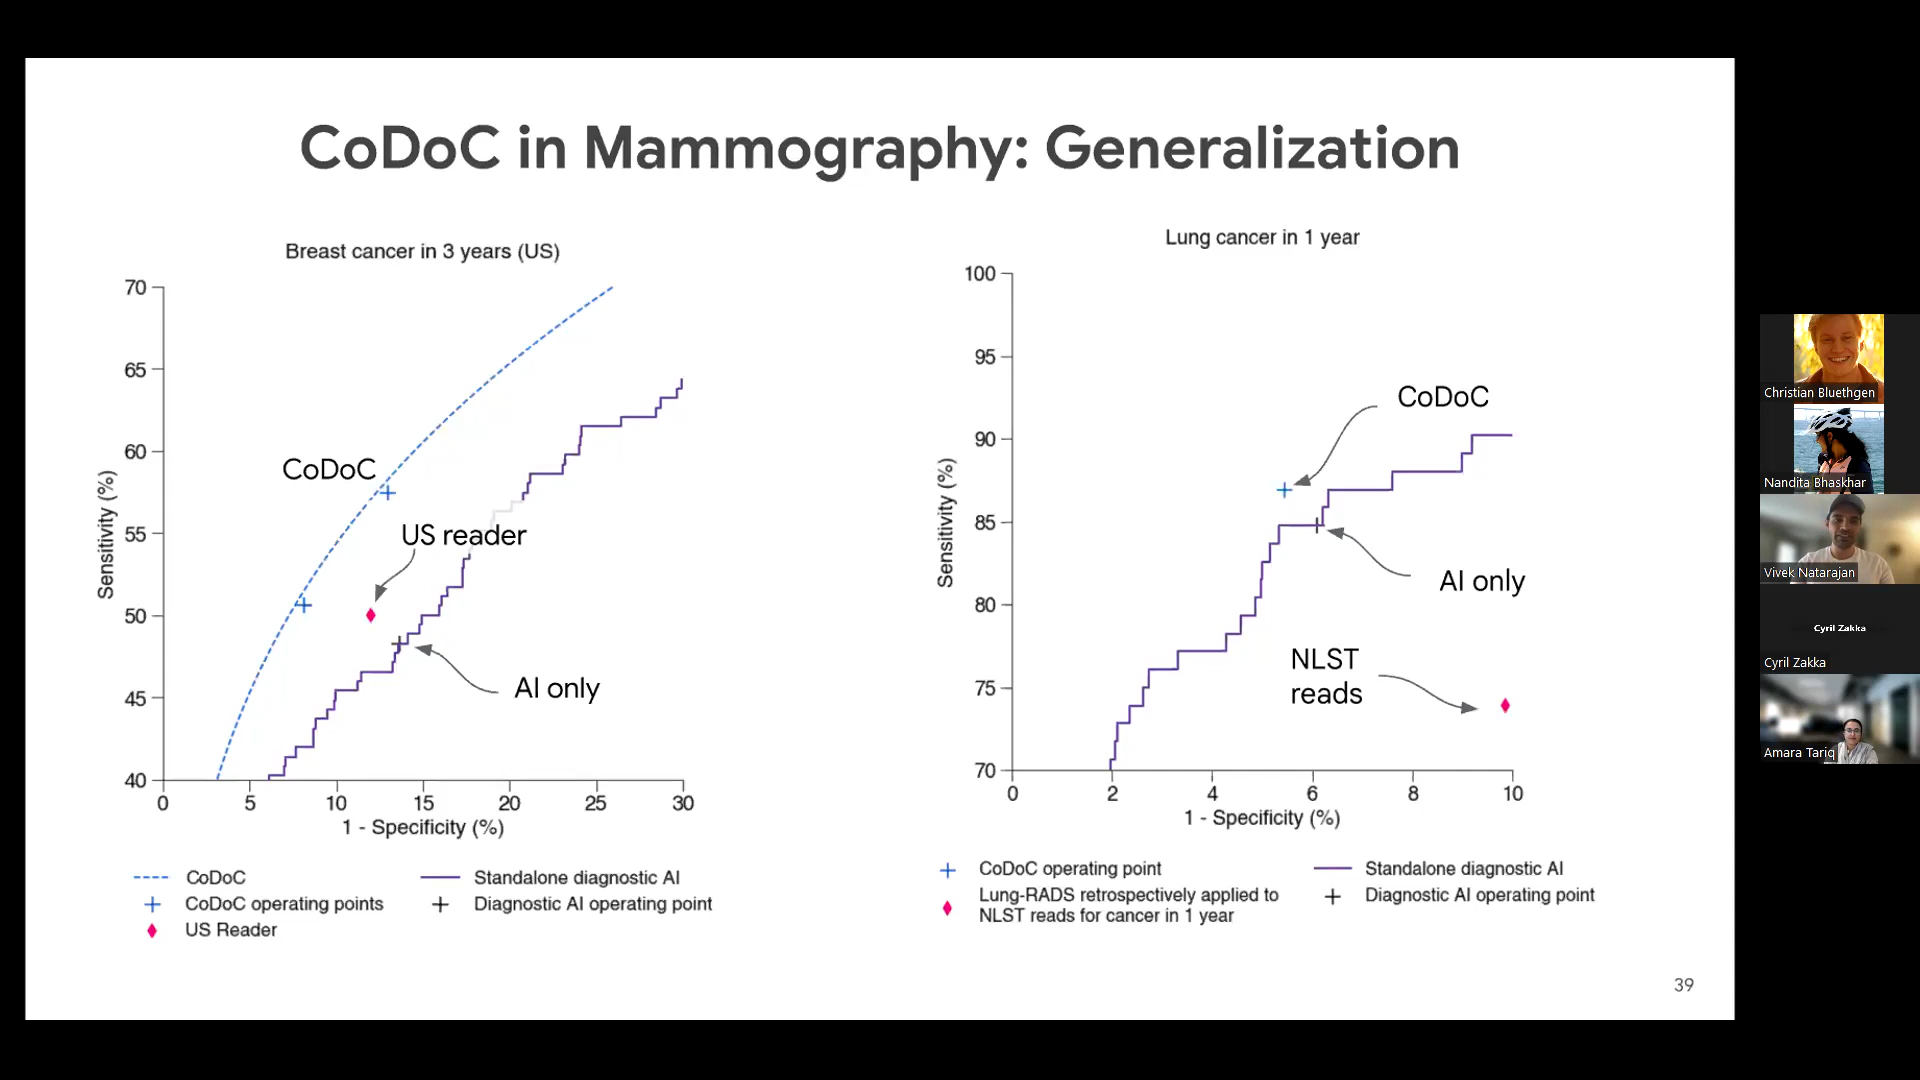 CoDoC in Mammography: Generalization
Breast cancer in 3 years (US)
70
65
60
55
50
45
40
Sensitivity (%)
CoDoC
US reader
AI only
0 5 10 15 20 25 30
1 - Specificity (%)
CoDoC
CoDoC operating points
US Reader
Standalone diagnostic AI
Diagnostic AI operating point
Lung cancer in 1 year
100
95
90
85
80
75
70
Sensitivity (%)
CoDoC
AI only
NLST
reads
0 2 4 6 8 10
1 - Specificity (%)
CoDoC operating point
Lung-RADS retrospectively applied to
NLST reads for cancer in 1 year
Standalone diagnostic AI
Diagnostic AI operating point
39
Christian Bluethgen
Nandita Bhaskhar
Vivek Natarajan
Cyril Zakka
Cyril Zakka
Amara Tariq